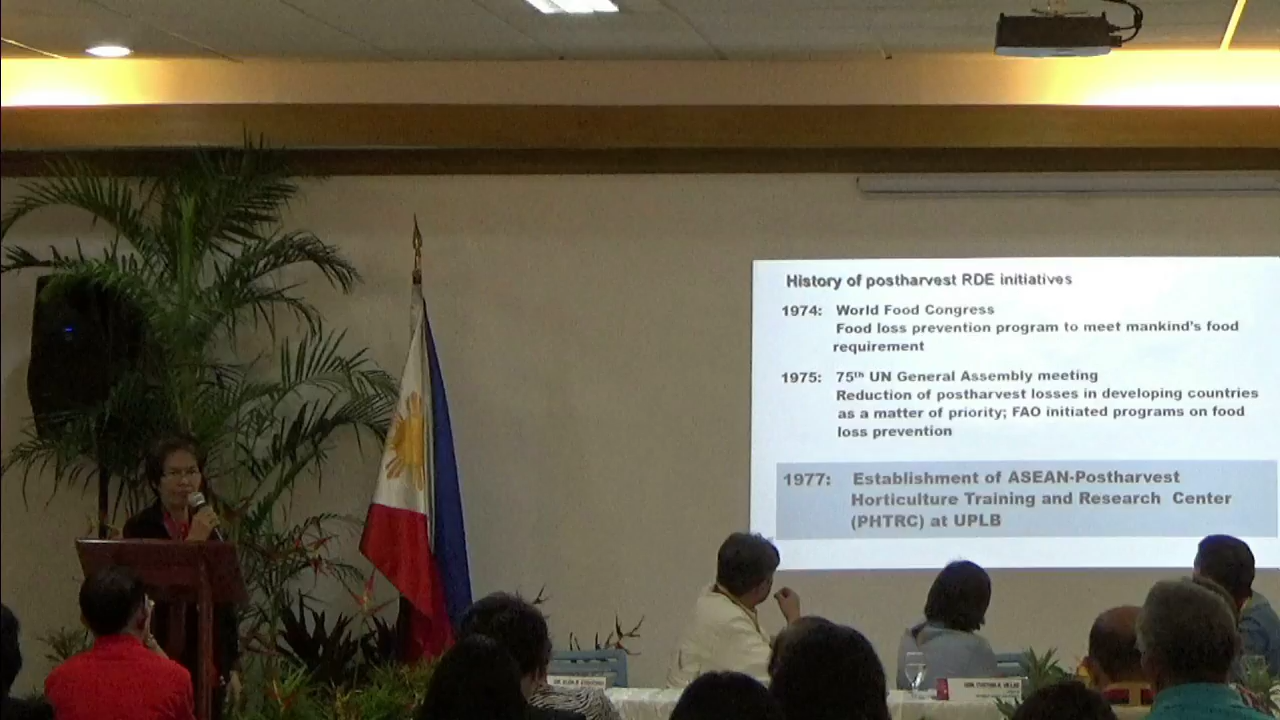 History of postharvest RDE initiatives
1974: World Food Congress
Food loss prevention program to meet mankind's food
requirement
1975: 75th UN General Assembly meeting
Reduction of postharvest losses in developing countries
as a matter of priority; FAO initiated programs on food
loss prevention
1977: Establishment of ASEAN-Postharvest
Horticulture Training and Research Center
(PHTRC) at UPLB